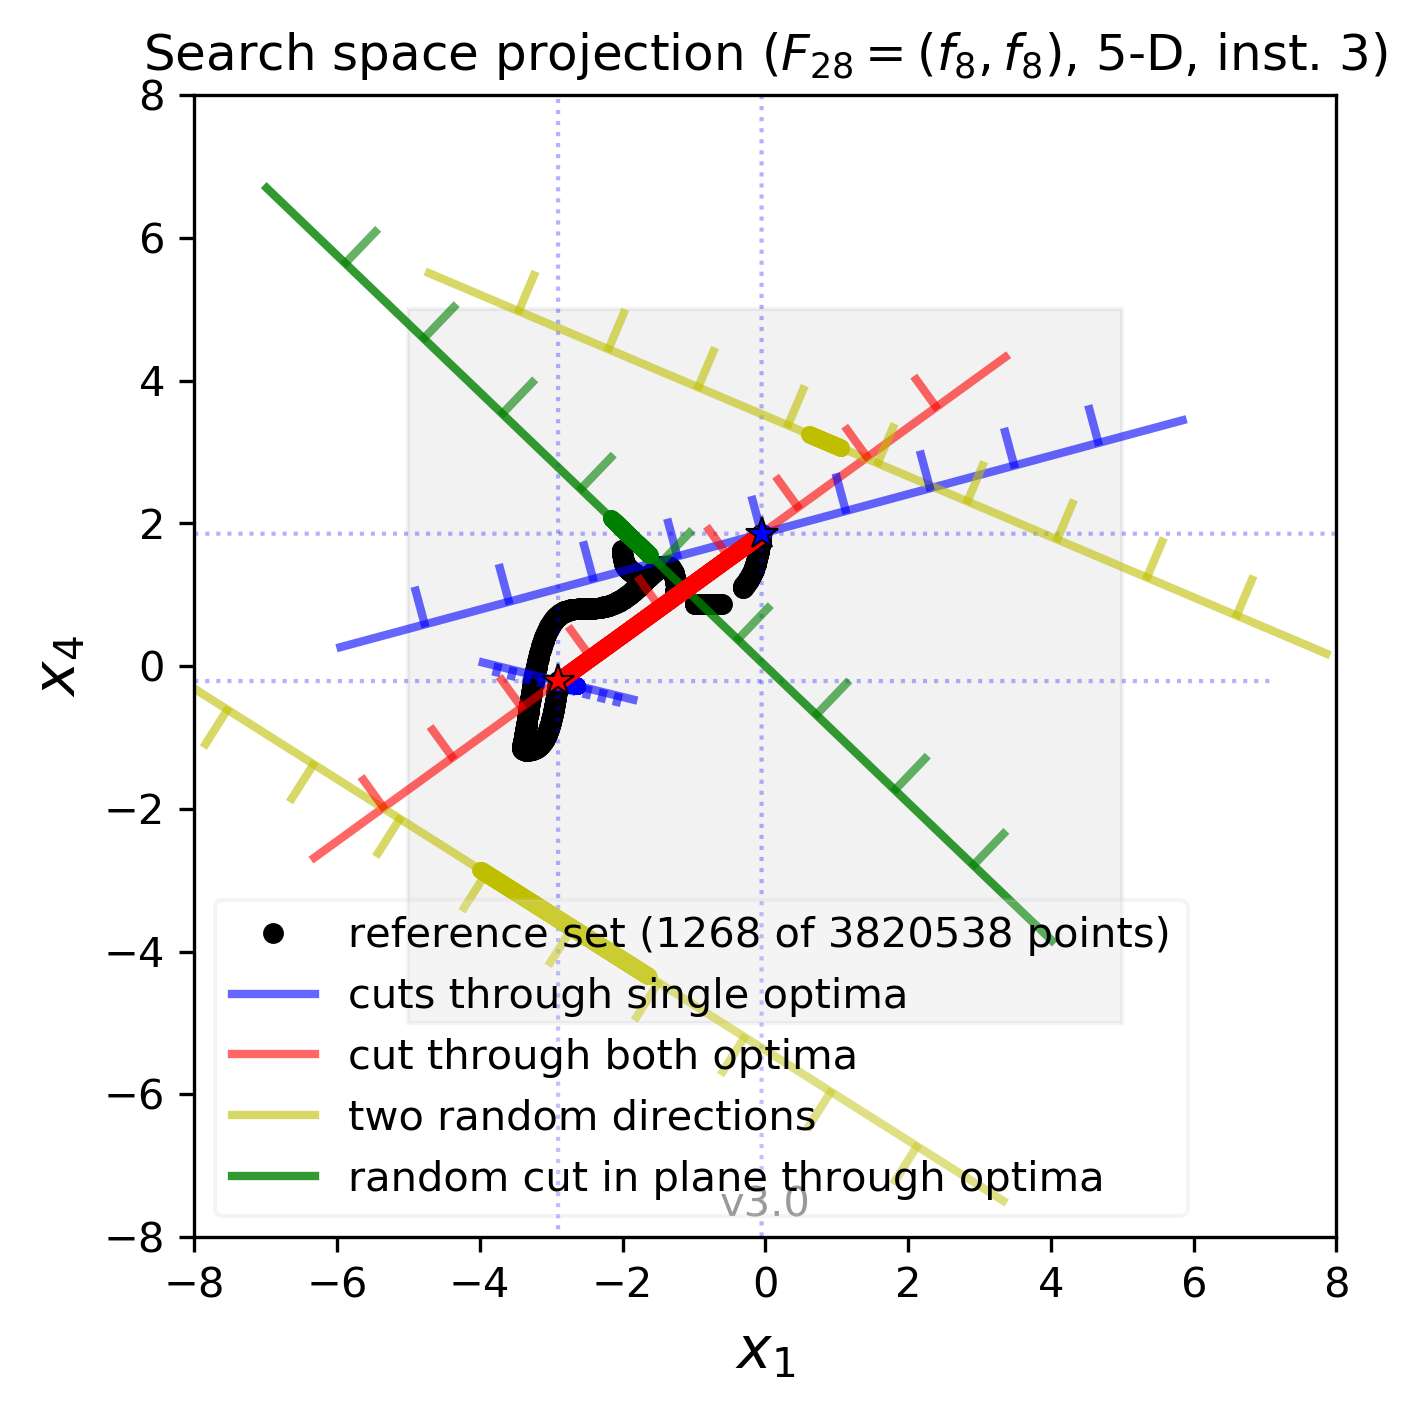 Search space projection (F₂₈ = (f₈, f₈), 5-D, inst. 3)
8
6
4
2
0
−2
−4
−6
−8
x₄
reference set (1268 of 3820538 points)
cuts through single optima
cut through both optima
two random directions
random cut in plane through optima
v3.0
−8 −6 −4 −2 0 2 4 6 8
x₁